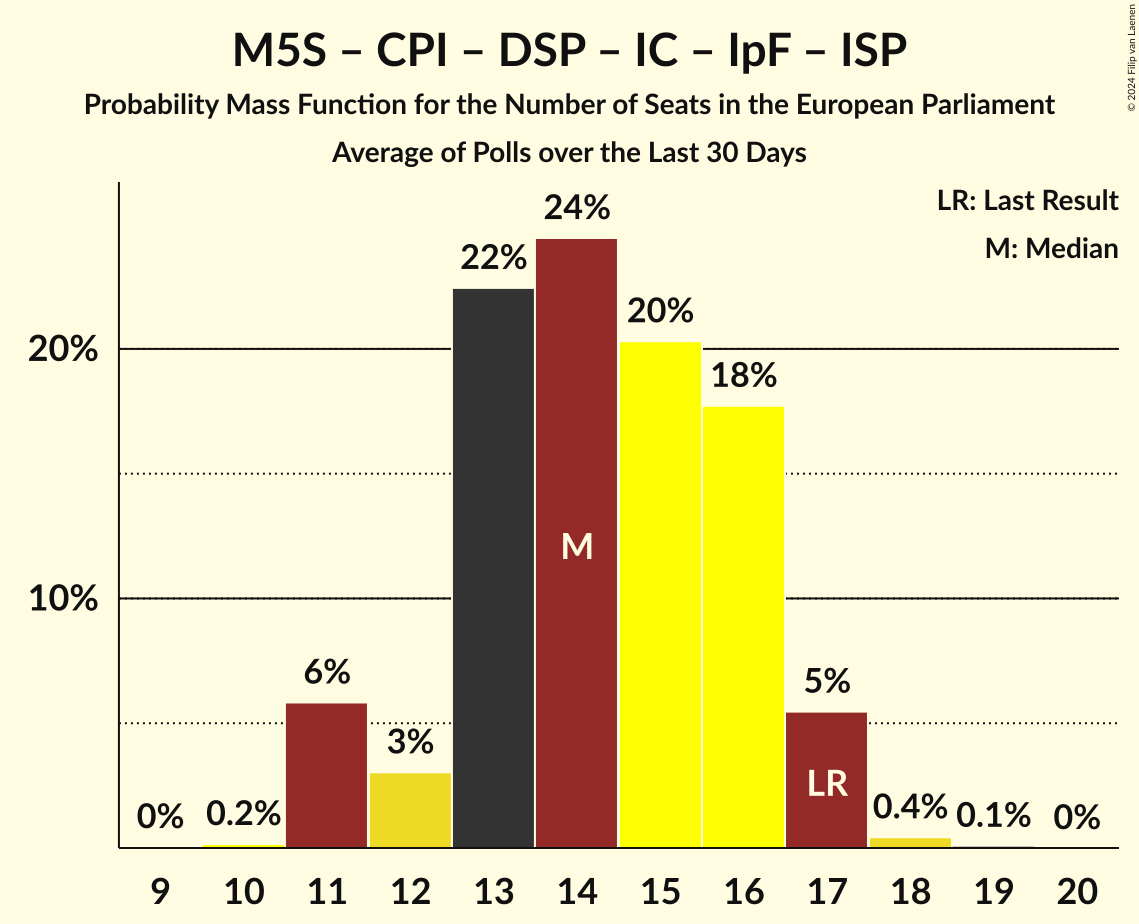 M5S – CPI – DSP – IC – IpF – ISP
Probability Mass Function for the Number of Seats in the European Parliament
Average of Polls over the Last 30 Days
© 2024 Filip van Laenen
LR: Last Result
M: Median
20%
10%
0%
0.2%
6%
3%
22%
24%
20%
18%
5%
0.4%
0.1%
0%
M
LR
9 10 11 12 13 14 15 16 17 18 19 20